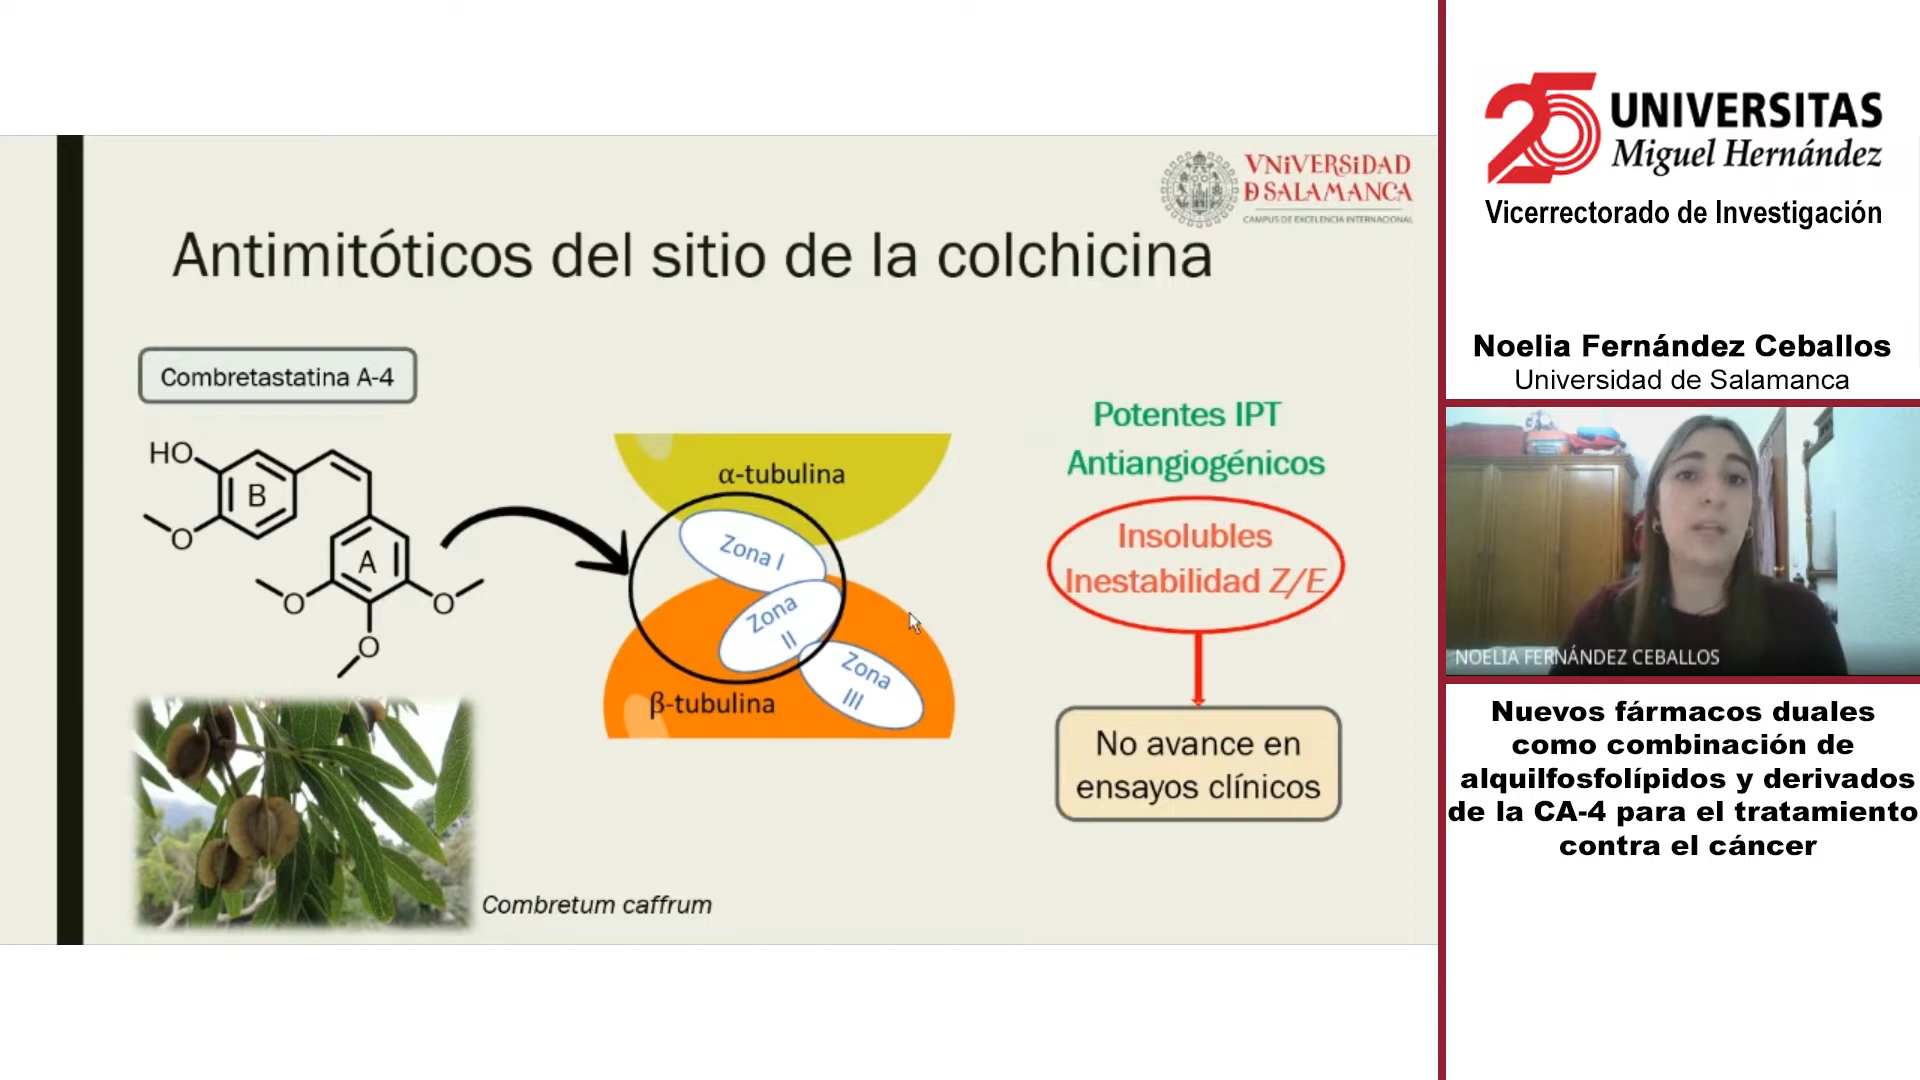 VNiVERSiDAD
D SALAMANCA
CAMPUS DE EXCELENCIA INTERNACIONAL
Antimitóticos del sitio de la colchicina
Combretastatina A-4
HO
B
O
A
O
O
O
Combretum caffrum
α-tubulina
Zona I
Zona
II
Zona
III
β-tubulina
Potentes IPT
Antiangiogénicos
Insolubles
Inestabilidad Z/E
No avance en
ensayos clínicos
25 UNIVERSITAS
Miguel Hernández
Vicerrectorado de Investigación
Noelia Fernández Ceballos
Universidad de Salamanca
NOELIA FERNÁNDEZ CEBALLOS
Nuevos fármacos duales
como combinación de
alquilfosfolípidos y derivados
de la CA-4 para el tratamiento
contra el cáncer